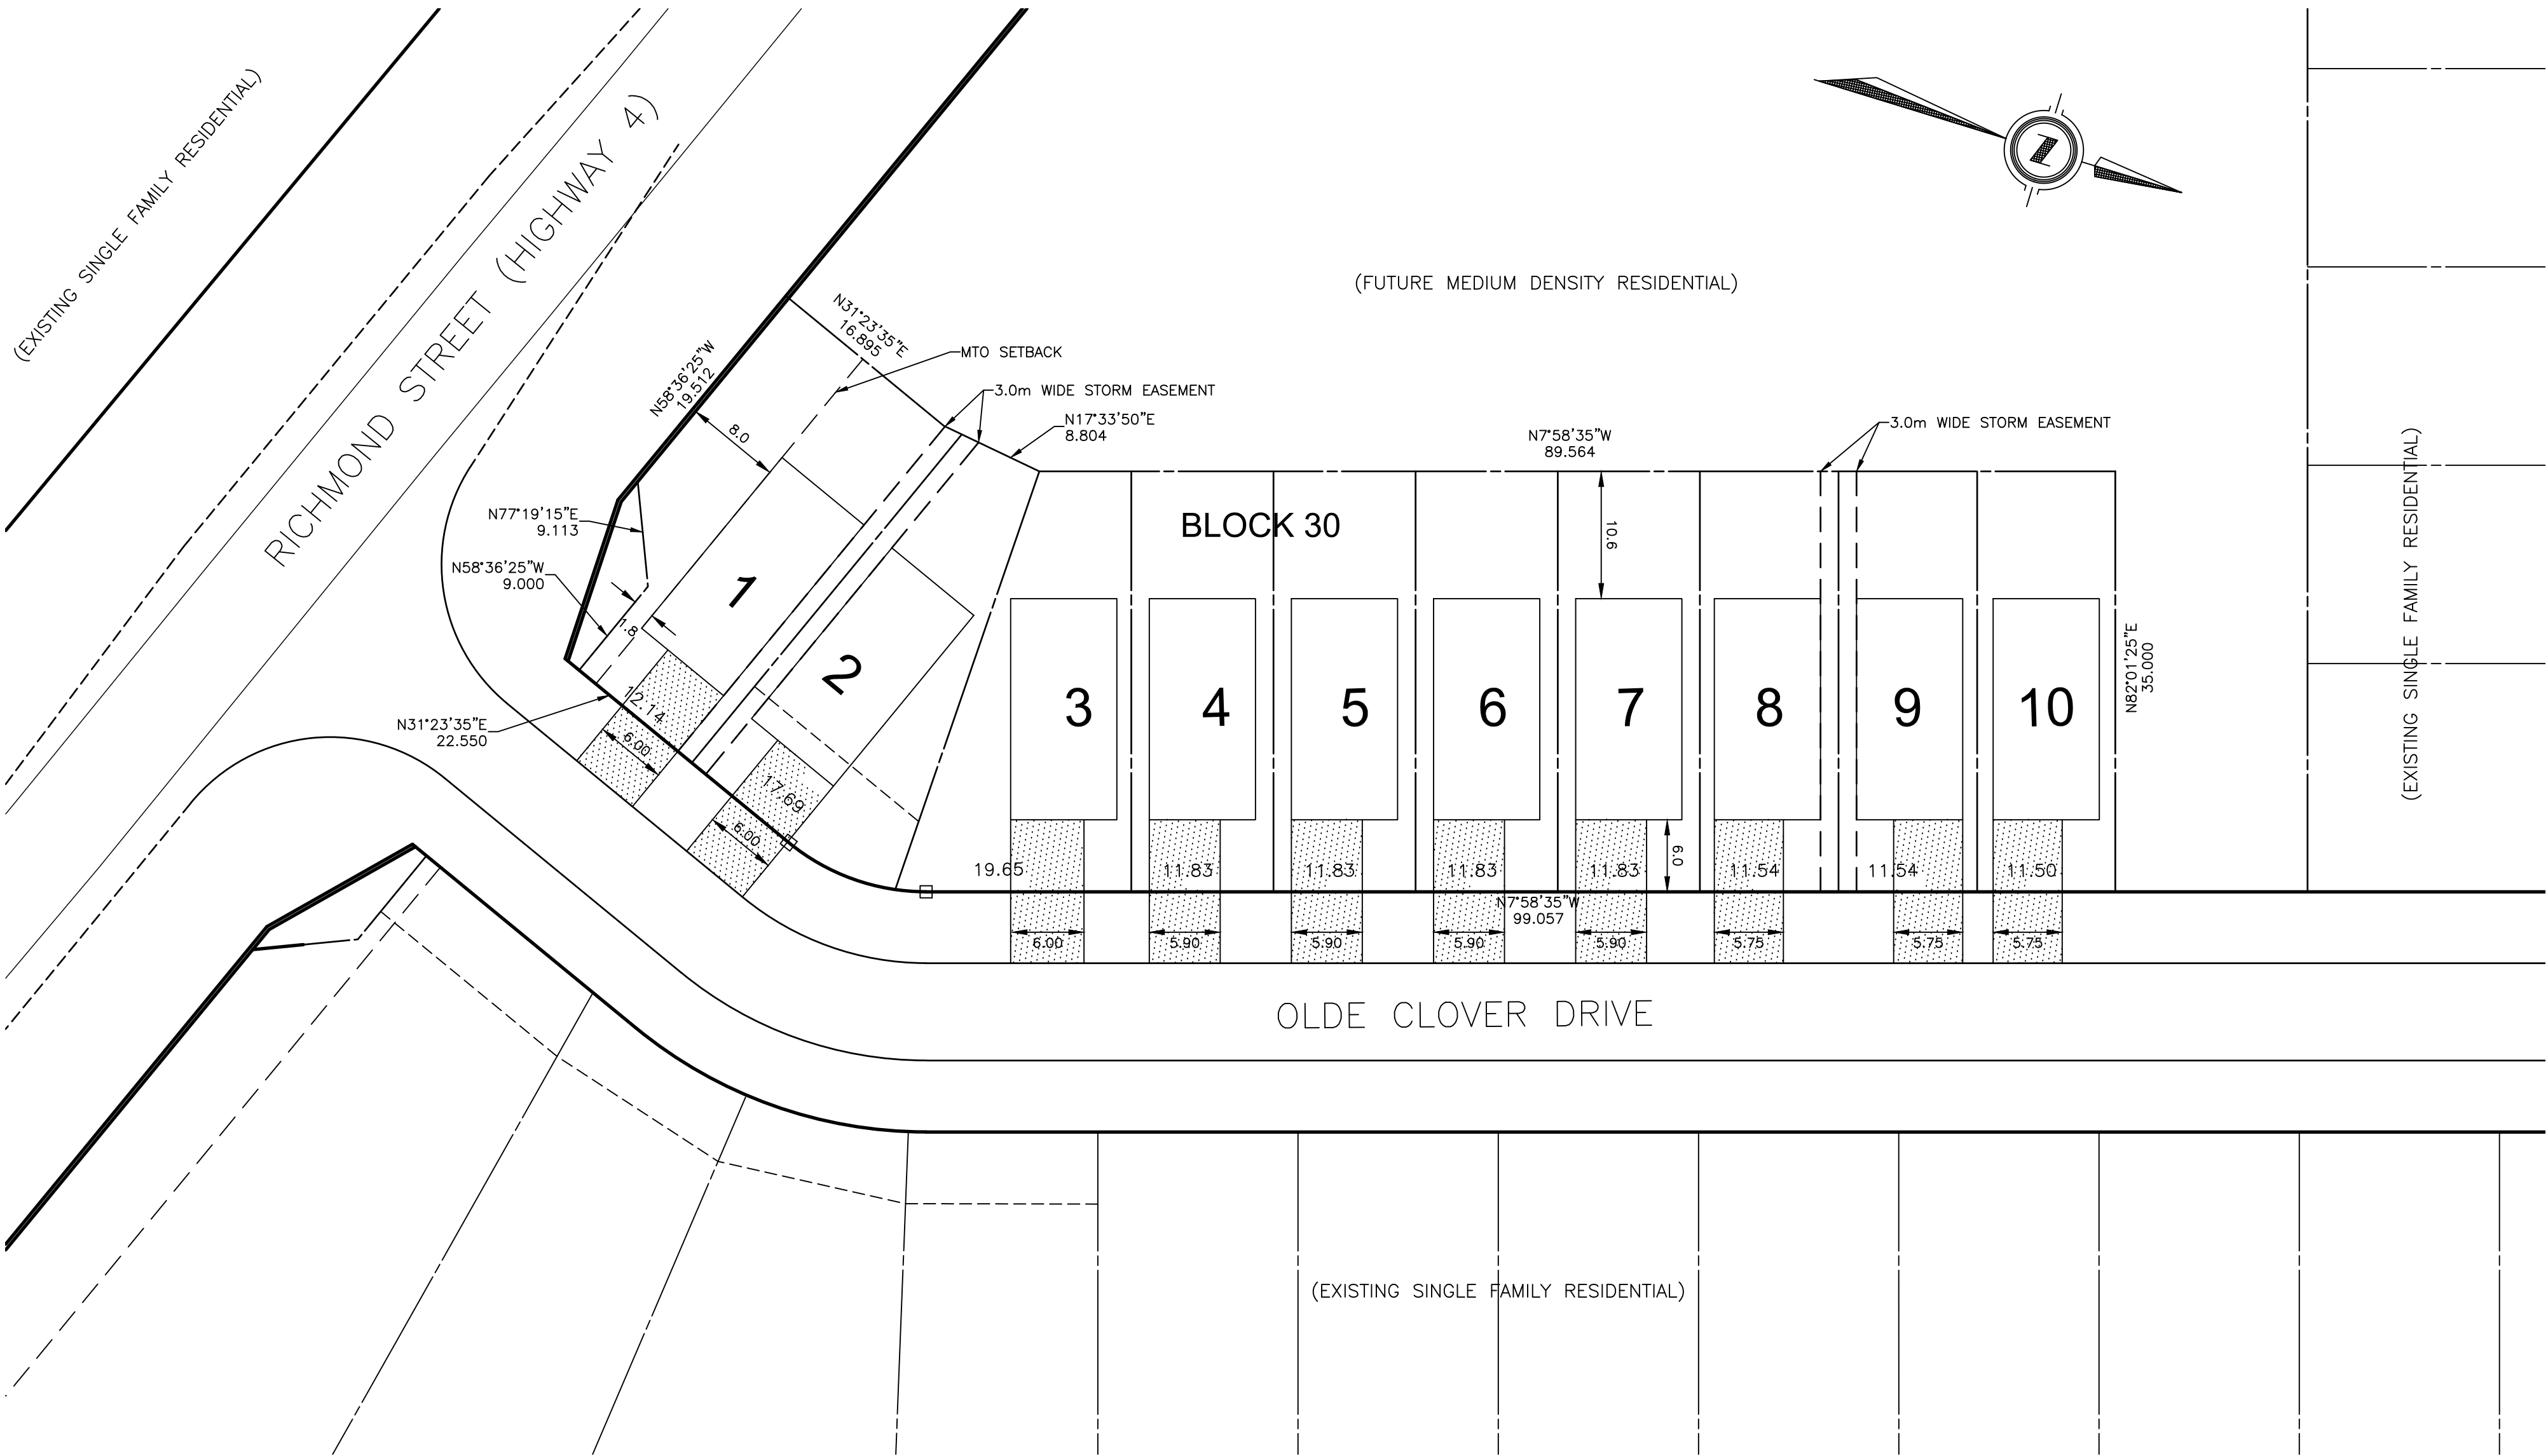 (EXISTING SINGLE FAMILY RESIDENTIAL)
RICHMOND STREET (HIGHWAY 4)
N
(FUTURE MEDIUM DENSITY RESIDENTIAL)
N31°23'35"E
16.895
MTO SETBACK
N58°36'25"W
19.512
3.0m WIDE STORM EASEMENT
N17°33'50"E
8.804
8.0
N7°58'35"W
89.564
3.0m WIDE STORM EASEMENT
N77°19'15"E
9.113
BLOCK 30
10.6
(EXISTING SINGLE FAMILY RESIDENTIAL)
N58°36'25"W
9.000
1.8
1
2
3
4
5
6
7
8
9
10
N82°01'25"E
35.000
N31°23'35"E
22.550
12.14
6.00
17.69
6.00
19.65
11.83
11.83
11.83
11.83
6.0
11.54
11.54
11.50
N7°58'35"W
99.057
6.00
5.90
5.90
5.90
5.90
5.75
5.75
5.75
OLDE CLOVER DRIVE
(EXISTING SINGLE FAMILY RESIDENTIAL)